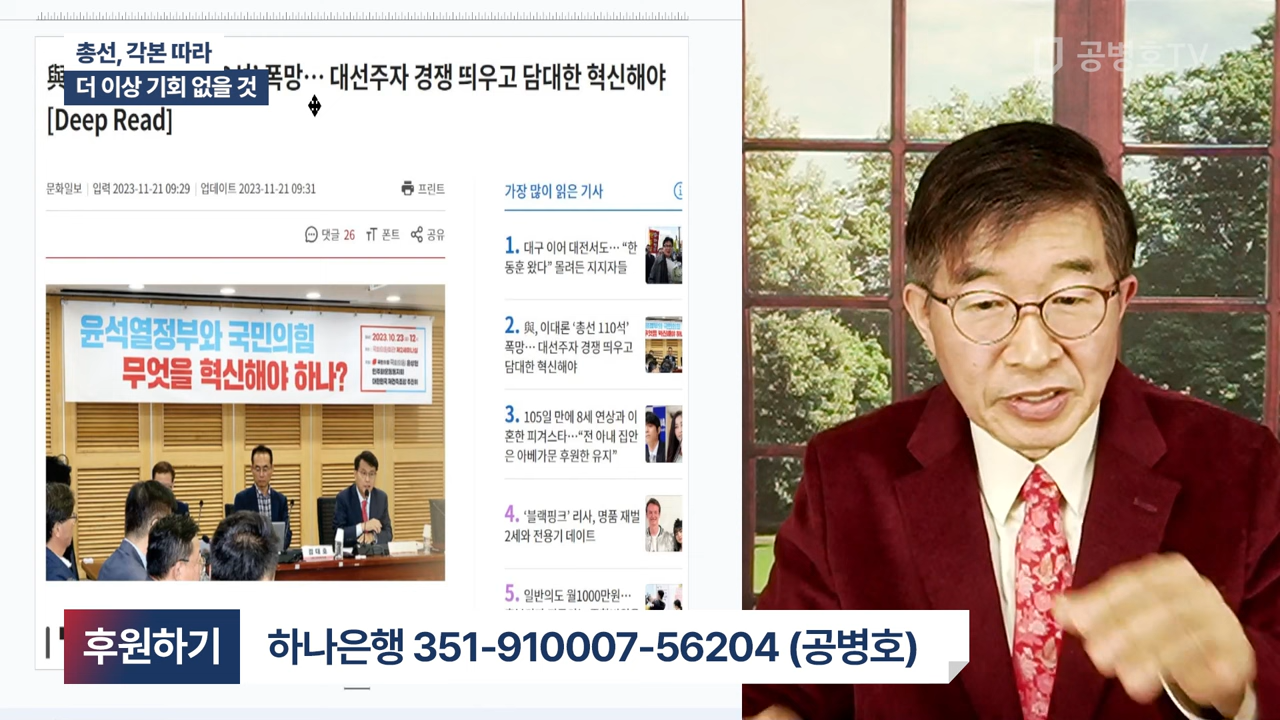 총선, 각본 따라
더 이상 기회 없을 것
與
폭망… 대선주자 경쟁 띄우고 담대한 혁신해야
[Deep Read]
문화일보 | 입력 2023-11-21 09:29 | 업데이트 2023-11-21 09:31
프린트
댓글 26 폰트 공유
윤석열정부와 국민의힘
무엇을 혁신해야 하나?
2023.10.23
가장 많이 읽은 기사
1. 대구 이어 대전서도… “한
동훈 왔다” 몰려든 지지자들
2. 與, 이대론 ‘총선 110석’
폭망… 대선주자 경쟁 띄우고
담대한 혁신해야
3. 105일 만에 8세 연상과 이
혼한 피겨스타…“전 아내 집안
은 아베가문 후원한 유지”
4. ‘블랙핑크’ 리사, 명품 재벌
2세와 전용기 데이트
5. 일반의도 월1000만원…
공병호TV
후원하기
하나은행 351-910007-56204 (공병호)